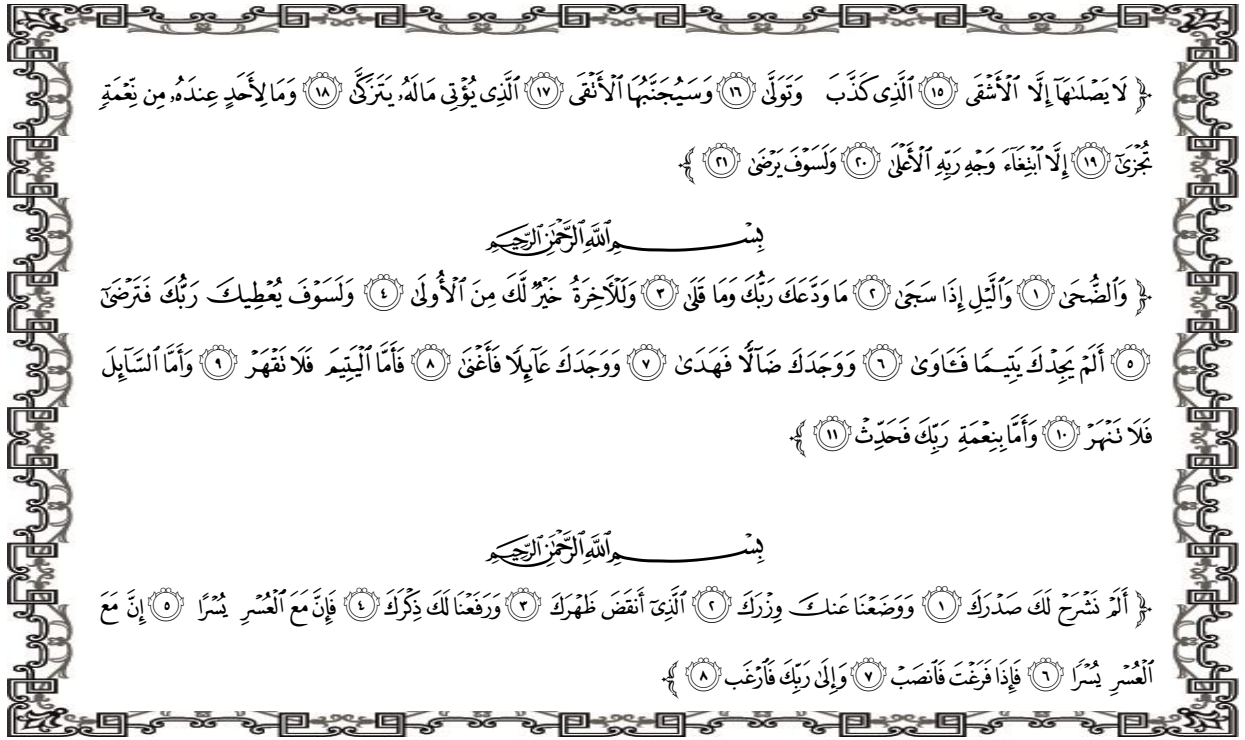 ﴿ لَا يَصْلَىٰهَآ إِلَّا ٱلْأَشْقَى ١٥ ٱلَّذِى كَذَّبَ وَتَوَلَّىٰ ١٦ وَسَيُجَنَّبُهَا ٱلْأَتْقَى ١٧ ٱلَّذِى يُؤْتِى مَالَهُۥ يَتَزَكَّىٰ ١٨ وَمَا لِأَحَدٍ عِندَهُۥ مِن نِّعْمَةٍ
تُجْزَىٰٓ ١٩ إِلَّا ٱبْتِغَآءَ وَجْهِ رَبِّهِ ٱلْأَعْلَىٰ ٢٠ وَلَسَوْفَ يَرْضَىٰ ٢١ ﴾
بِسْمِ ٱللَّهِ ٱلرَّحْمَٰنِ ٱلرَّحِيمِ
﴿ وَٱلضُّحَىٰ ١ وَٱلَّيْلِ إِذَا سَجَىٰ ٢ مَا وَدَّعَكَ رَبُّكَ وَمَا قَلَىٰ ٣ وَلَلْءَاخِرَةُ خَيْرٌ لَّكَ مِنَ ٱلْأُولَىٰ ٤ وَلَسَوْفَ يُعْطِيكَ رَبُّكَ فَتَرْضَىٰٓ
٥ أَلَمْ يَجِدْكَ يَتِيمًا فَـَٔاوَىٰ ٦ وَوَجَدَكَ ضَآلًّا فَهَدَىٰ ٧ وَوَجَدَكَ عَآئِلًا فَأَغْنَىٰ ٨ فَأَمَّا ٱلْيَتِيمَ فَلَا تَقْهَرْ ٩ وَأَمَّا ٱلسَّآئِلَ
فَلَا تَنْهَرْ ١٠ وَأَمَّا بِنِعْمَةِ رَبِّكَ فَحَدِّثْ ١١ ﴾
بِسْمِ ٱللَّهِ ٱلرَّحْمَٰنِ ٱلرَّحِيمِ
﴿ أَلَمْ نَشْرَحْ لَكَ صَدْرَكَ ١ وَوَضَعْنَا عَنكَ وِزْرَكَ ٢ ٱلَّذِىٓ أَنقَضَ ظَهْرَكَ ٣ وَرَفَعْنَا لَكَ ذِكْرَكَ ٤ فَإِنَّ مَعَ ٱلْعُسْرِ يُسْرًا ٥ إِنَّ مَعَ
ٱلْعُسْرِ يُسْرًا ٦ فَإِذَا فَرَغْتَ فَٱنصَبْ ٧ وَإِلَىٰ رَبِّكَ فَٱرْغَب ٨ ﴾